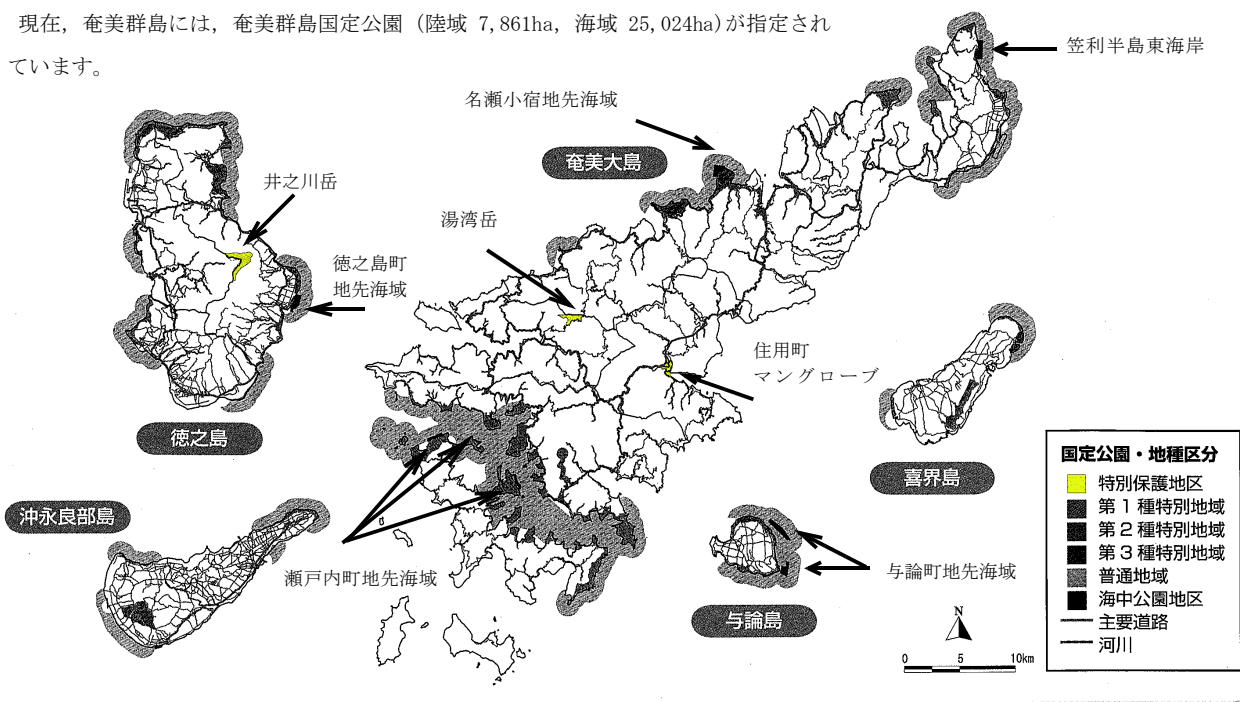 現在，奄美群島には，奄美群島国定公園（陸域 7,861ha，海域 25,024ha)が指定され
ています。
笠利半島東海岸
名瀬小宿地先海域
奄美大島
井之川岳
湯湾岳
徳之島町
地先海域
住用町
マングローブ
徳之島
喜界島
沖永良部島
瀬戸内町地先海域
与論町地先海域
与論島
国定公園・地種区分
特別保護地区
第１種特別地域
第２種特別地域
第３種特別地域
普通地域
海中公園地区
主要道路
河川
N
0 5 10km